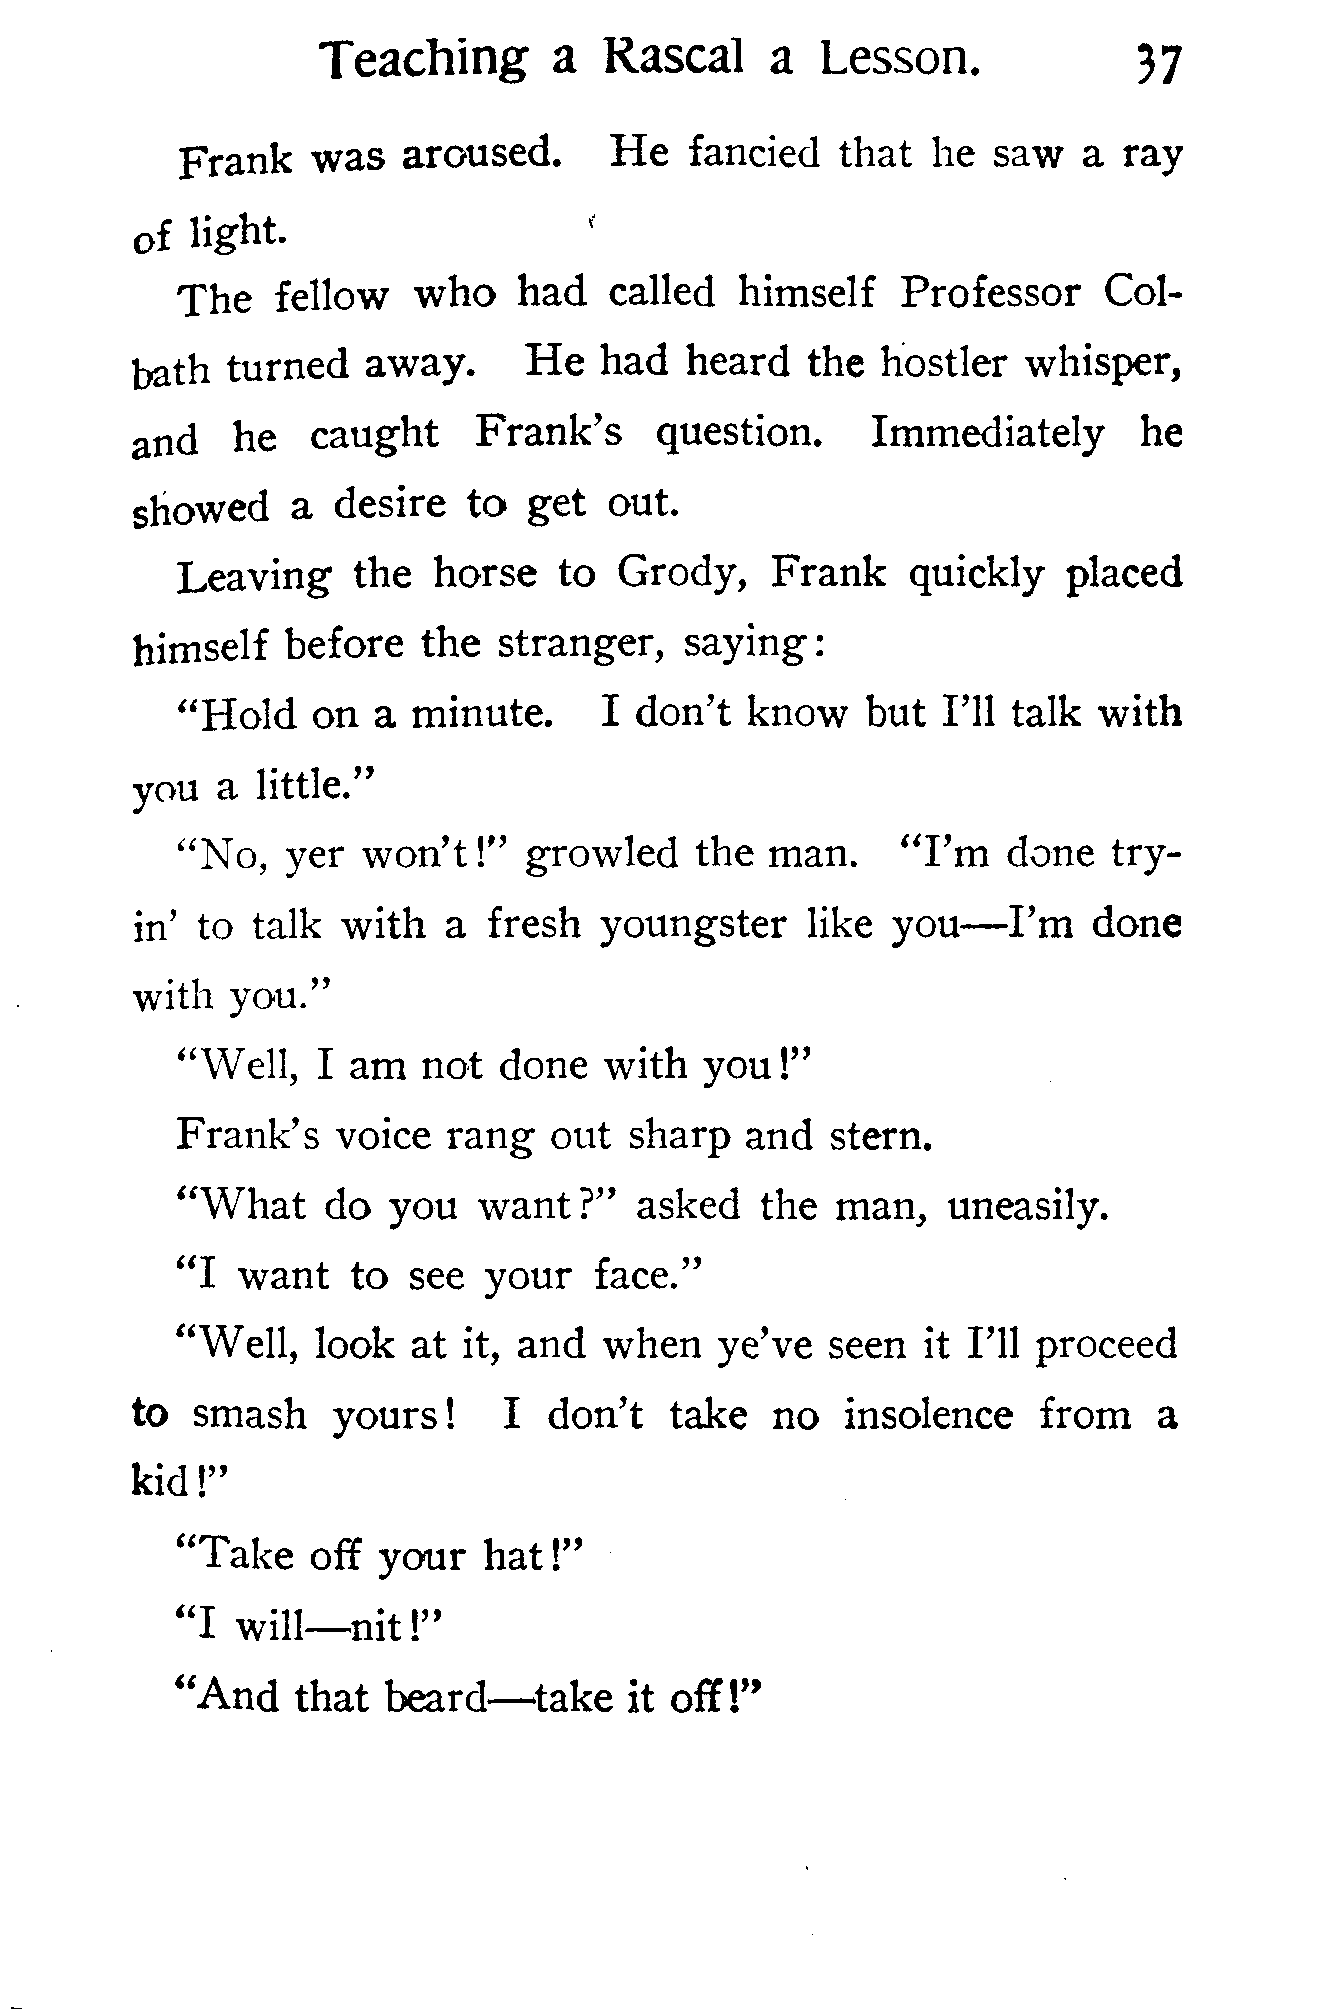 Teaching a Rascal a Lesson. 37
Frank was aroused. He fancied that he saw a ray
of light.
The fellow who had called himself Professor Col-
bath turned away. He had heard the hostler whisper,
and he caught Frank's question. Immediately he
showed a desire to get out.
Leaving the horse to Grody, Frank quickly placed
himself before the stranger, saying:
“Hold on a minute. I don’t know but I’ll talk with
you a little.”
“No, yer won’t!” growled the man. “I’m done try-
in’ to talk with a fresh youngster like you—I’m done
with you.”
“Well, I am not done with you!”
Frank’s voice rang out sharp and stern.
“What do you want?” asked the man, uneasily.
“I want to see your face.”
“Well, look at it, and when ye’ve seen it I’ll proceed
to smash yours! I don’t take no insolence from a
kid!”
“Take off your hat!”
“I will—nit!”
“And that beard—take it off!”